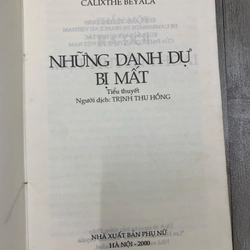 CALIXTHE BEYALA
NHỮNG DANH DỰ
BỊ MẤT
Tiểu thuyết
Người dịch: TRỊNH THU HỒNG
NHÀ XUẤT BẢN PHỤ NỮ
HÀ NỘI - 2000